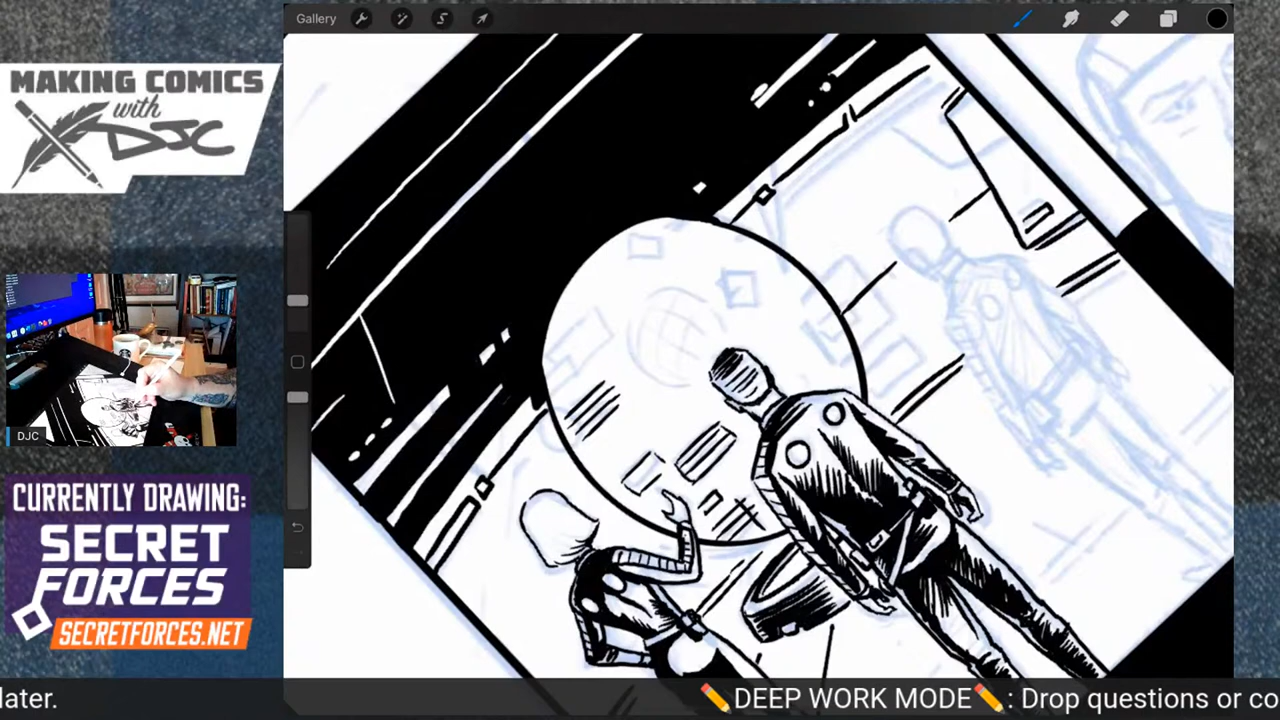 Gallery
MAKING COMICS
with
DJC
DJC
CURRENTLY DRAWING:
SECRET
FORCES
SECRETFORCES.NET
later.
✏️DEEP WORK MODE✏️: Drop questions or co